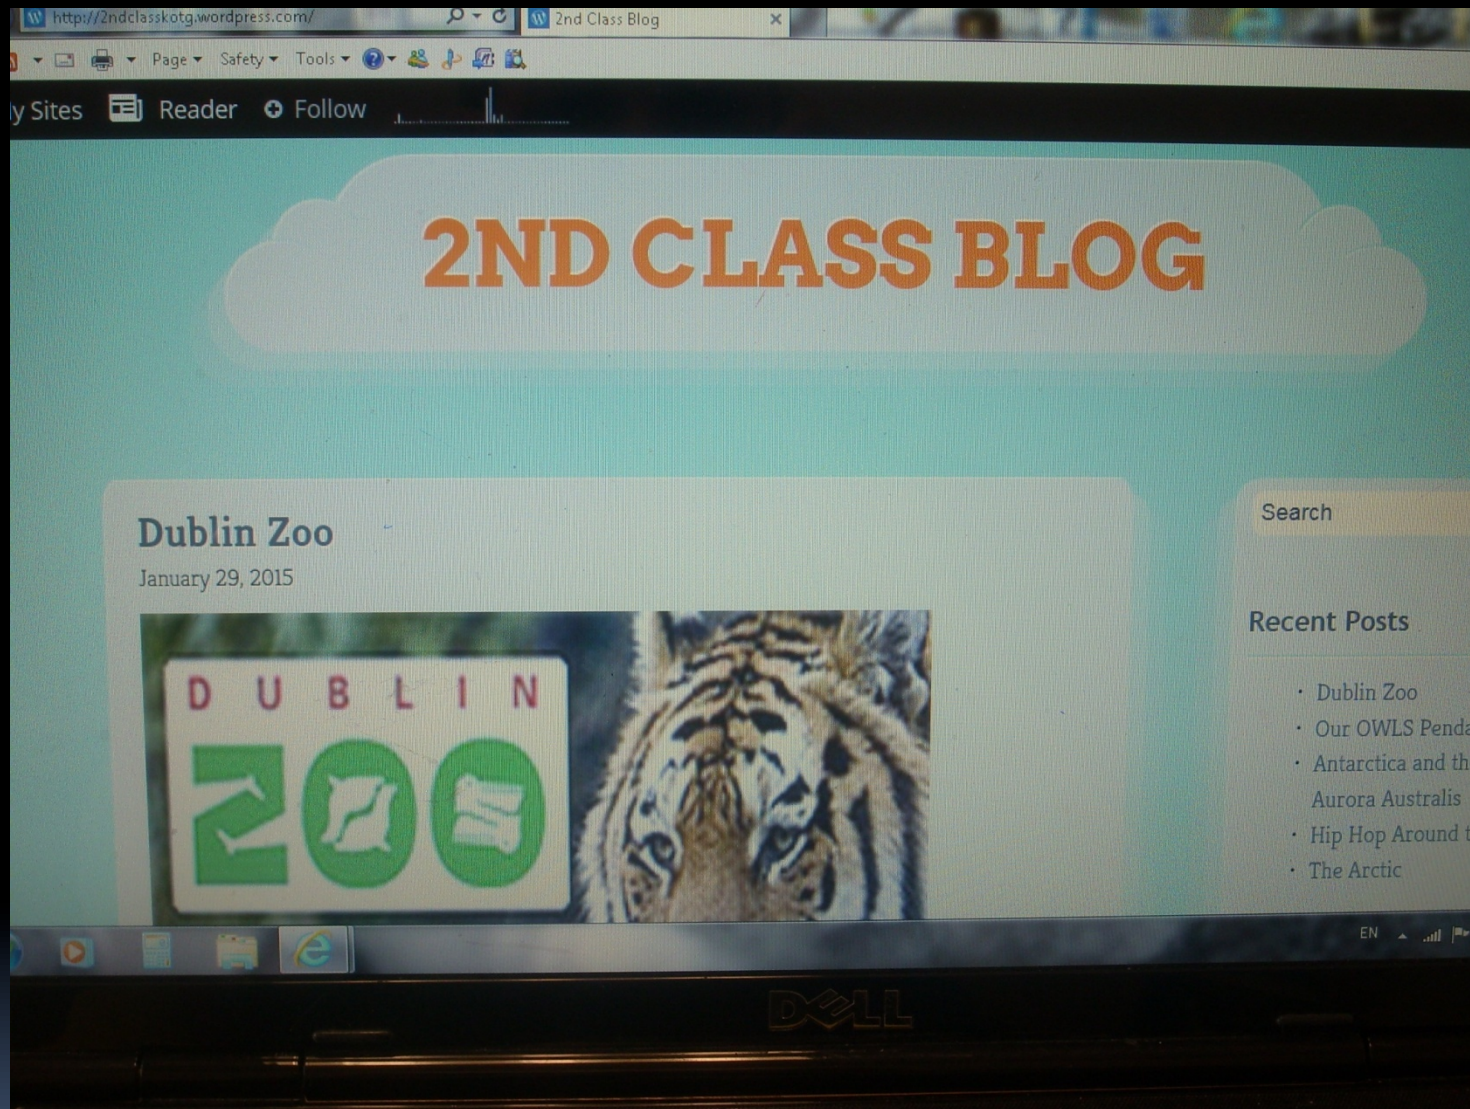 http://2ndclasskotg.wordpress.com/
2nd Class Blog
Page
Safety
Tools
y Sites
Reader
Follow
2ND CLASS BLOG
Dublin Zoo
January 29, 2015
DUBLIN
ZOO
Search
Recent Posts
Dublin Zoo
Our OWLS Penda
Antarctica and th
Aurora Australis
Hip Hop Around t
The Arctic
EN
DELL